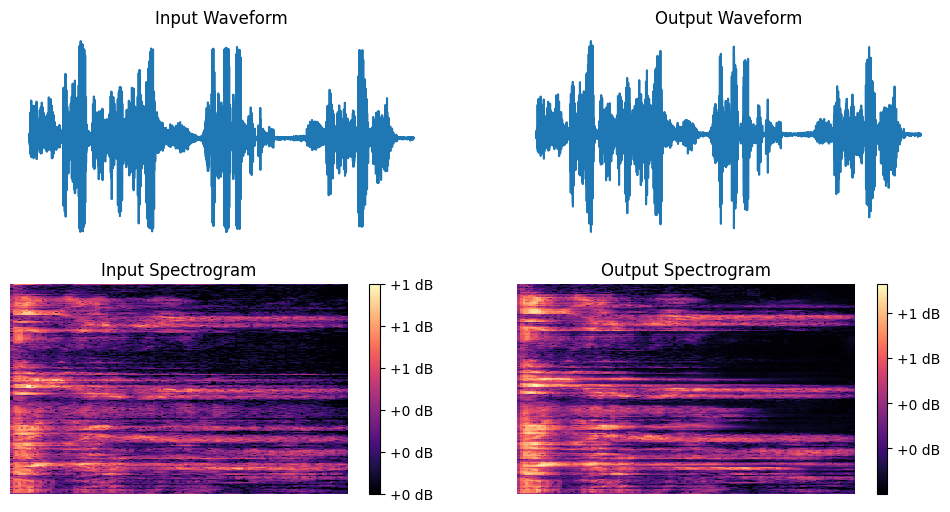 Input Waveform
Output Waveform
Input Spectrogram
+1 dB
+1 dB
+1 dB
+0 dB
+0 dB
+0 dB
Output Spectrogram
+1 dB
+1 dB
+0 dB
+0 dB